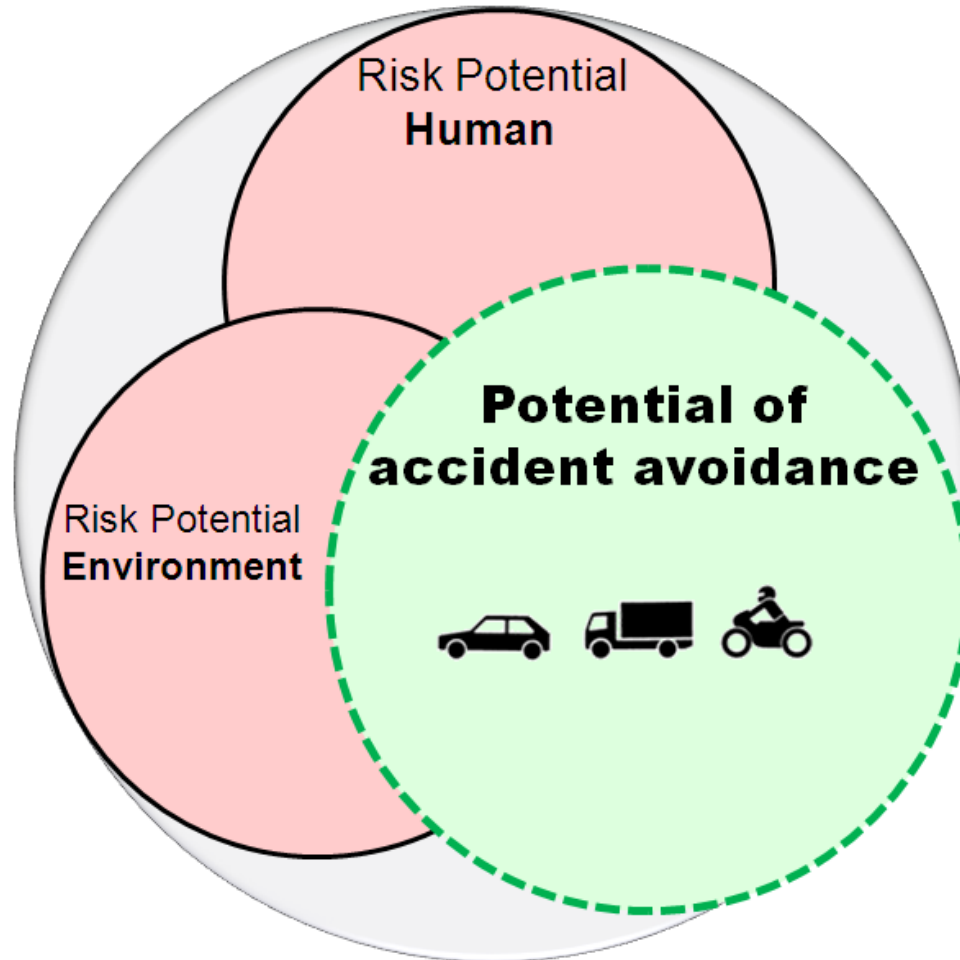 Risk Potential
Human
Potential of
accident avoidance
Risk Potential
Environment